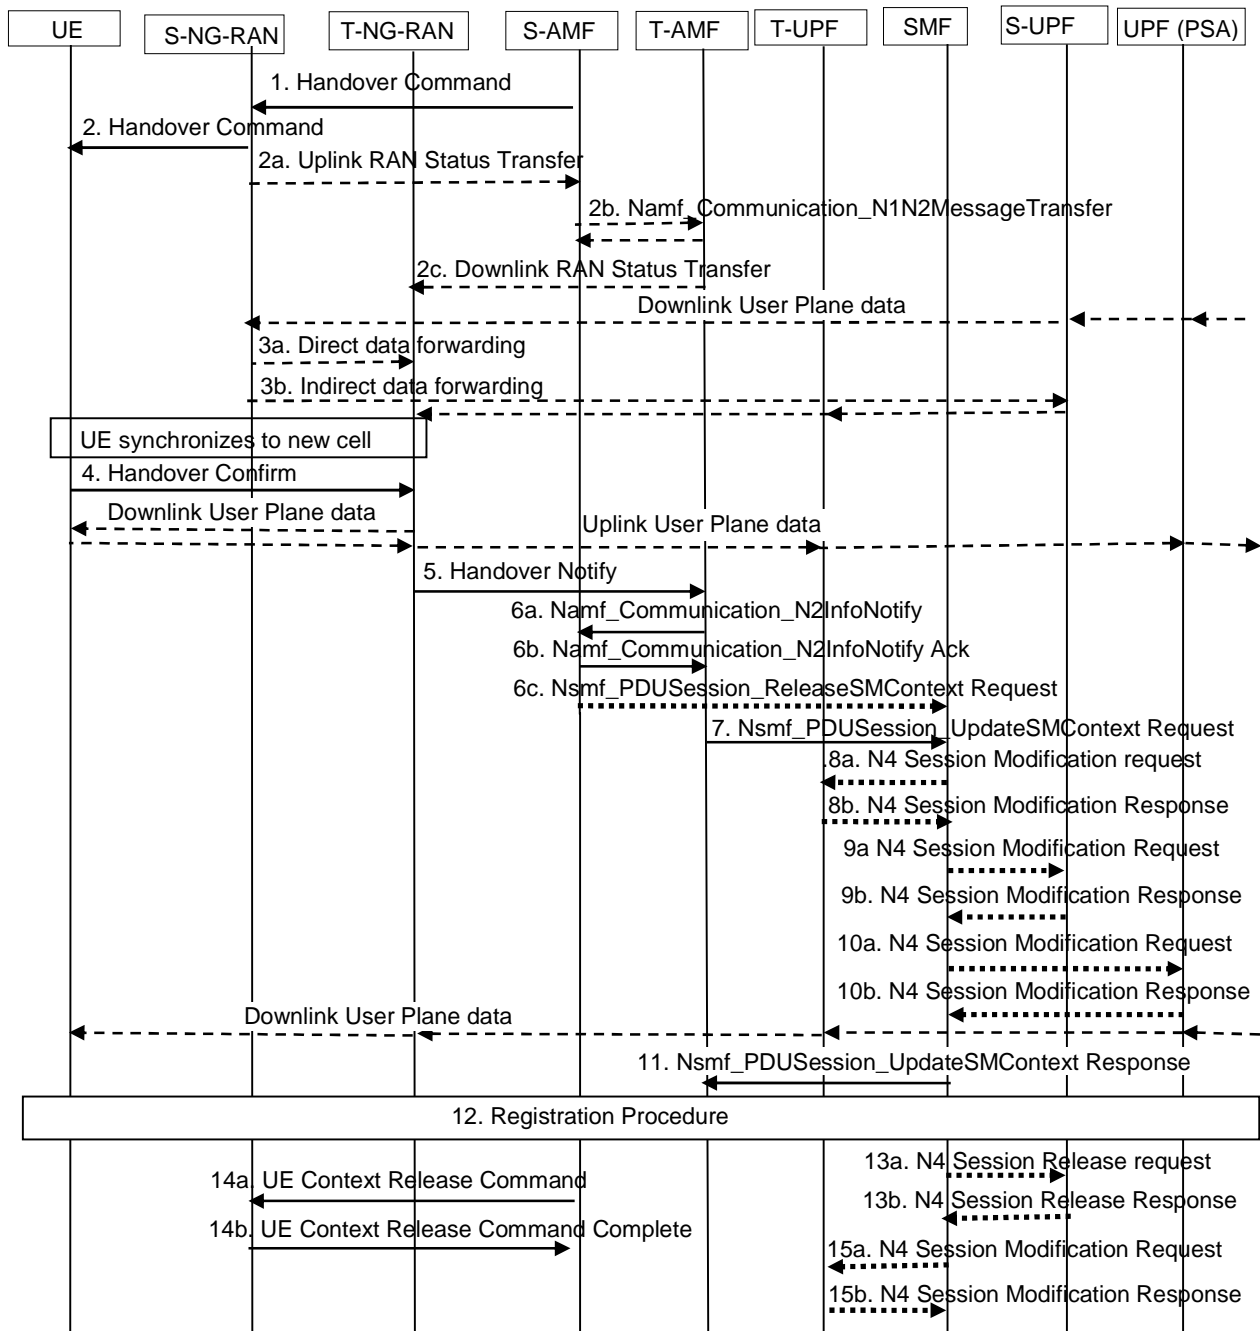 UE
S-NG-RAN
T-NG-RAN
S-AMF
T-AMF
T-UPF
SMF
S-UPF
UPF (PSA)
1. Handover Command
2. Handover Command
2a. Uplink RAN Status Transfer
2b. Namf_Communication_N1N2MessageTransfer
2c. Downlink RAN Status Transfer
Downlink User Plane data
3a. Direct data forwarding
3b. Indirect data forwarding
UE synchronizes to new cell
4. Handover Confirm
Downlink User Plane data
Uplink User Plane data
5. Handover Notify
6a. Namf_Communication_N2InfoNotify
6b. Namf_Communication_N2InfoNotify Ack
6c. Nsmf_PDUSession_ReleaseSMContext Request
7. Nsmf_PDUSession_UpdateSMContext Request
.8a. N4 Session Modification request
8b. N4 Session Modification Response
9a N4 Session Modification Request
9b. N4 Session Modification Response
10a. N4 Session Modification Request
10b. N4 Session Modification Response
Downlink User Plane data
11. Nsmf_PDUSession_UpdateSMContext Response
12. Registration Procedure
13a. N4 Session Release request
14a. UE Context Release Command
13b. N4 Session Release Response
14b. UE Context Release Command Complete
15a. N4 Session Modification Request
15b. N4 Session Modification Response